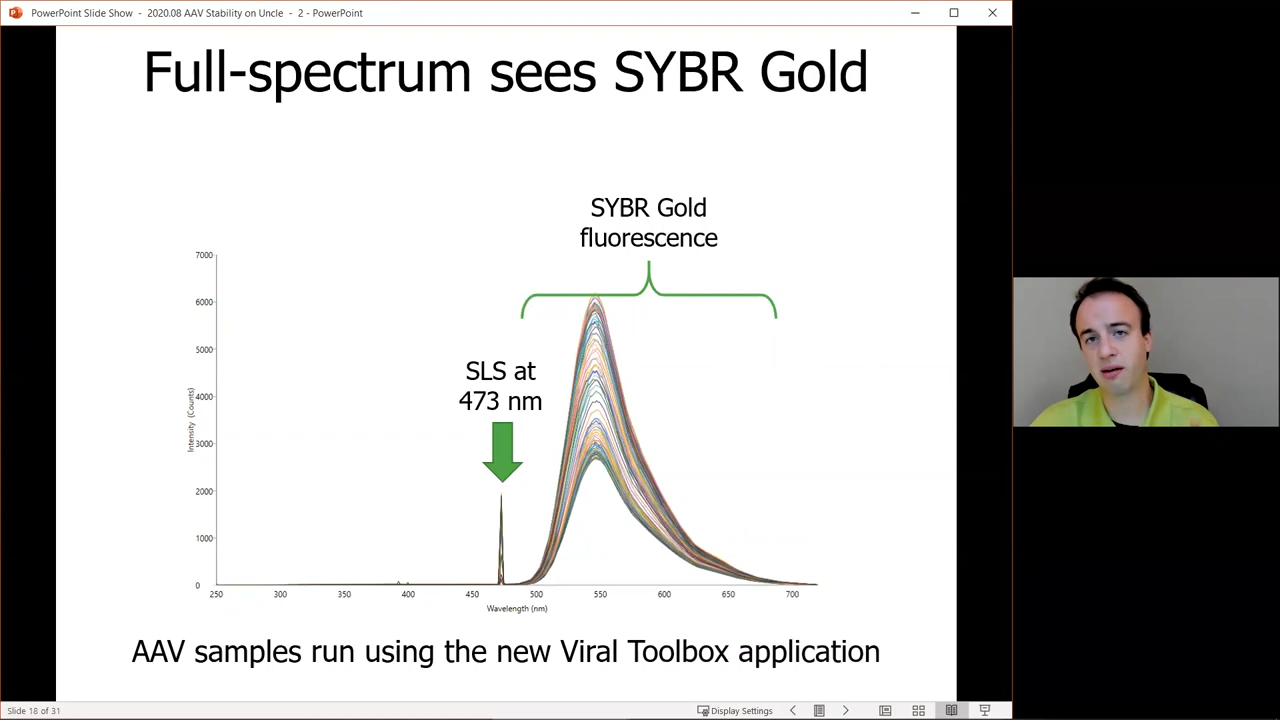 PowerPoint Slide Show - 2020.08 AAV Stability on Uncle - 2 - PowerPoint
Full-spectrum sees SYBR Gold
SYBR Gold
fluorescence
SLS at
473 nm
7000
6000
5000
4000
3000
2000
1000
0
Intensity (Counts)
250 300 350 400 450 500 550 600 650 700
Wavelength (nm)
AAV samples run using the new Viral Toolbox application
Slide 18 of 31
Display Settings